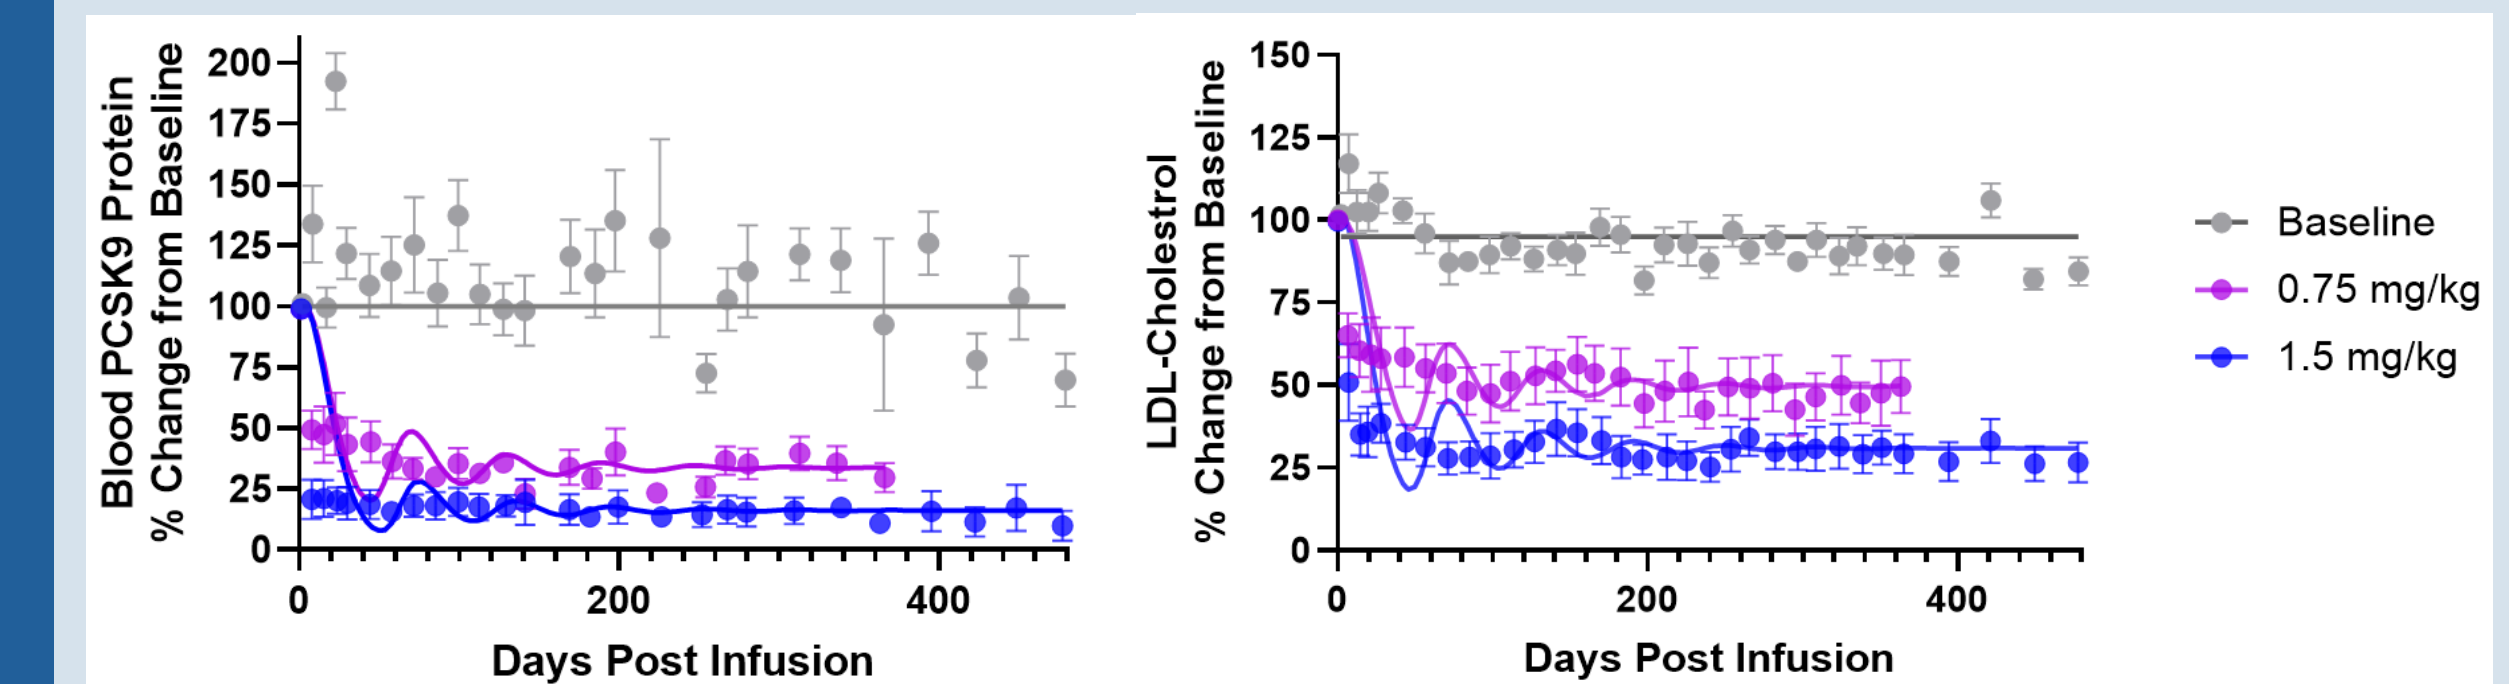 Blood PCSK9 Protein
% Change from Baseline
200
175
150
125
100
75
50
25
0
0 200 400
Days Post Infusion
LDL-Cholestrol
% Change from Baseline
150
125
100
75
50
25
0
0 200 400
Days Post Infusion
Baseline
0.75 mg/kg
1.5 mg/kg